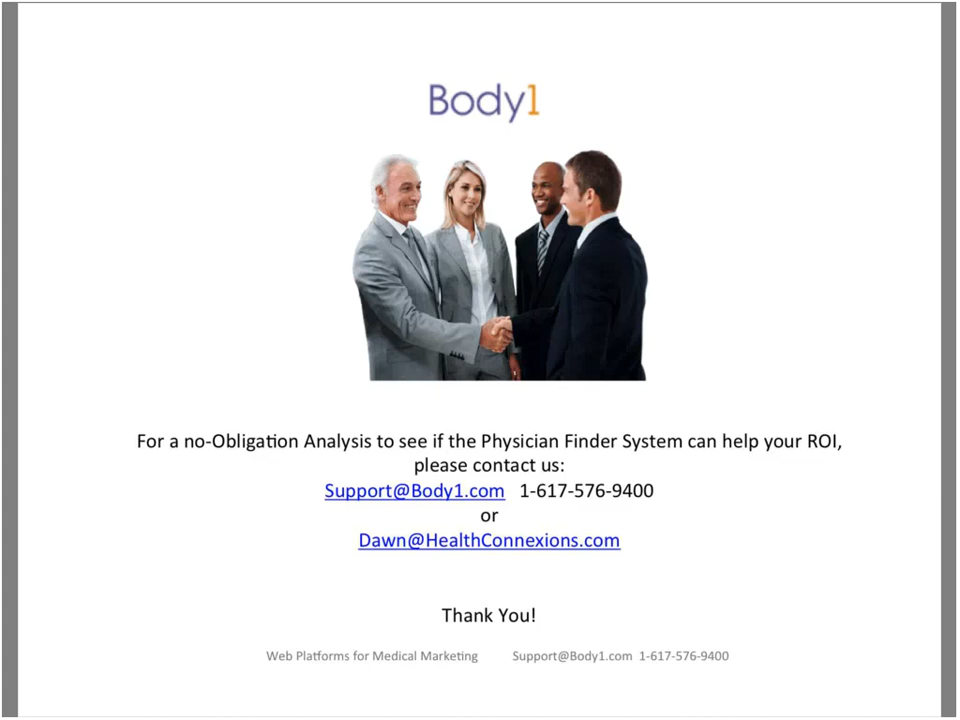 Body1
For a no-Obligation Analysis to see if the Physician Finder System can help your ROI,
please contact us:
Support@Body1.com 1-617-576-9400
or
Dawn@HealthConnexions.com
Thank You!
Web Platforms for Medical Marketing Support@Body1.com 1-617-576-9400